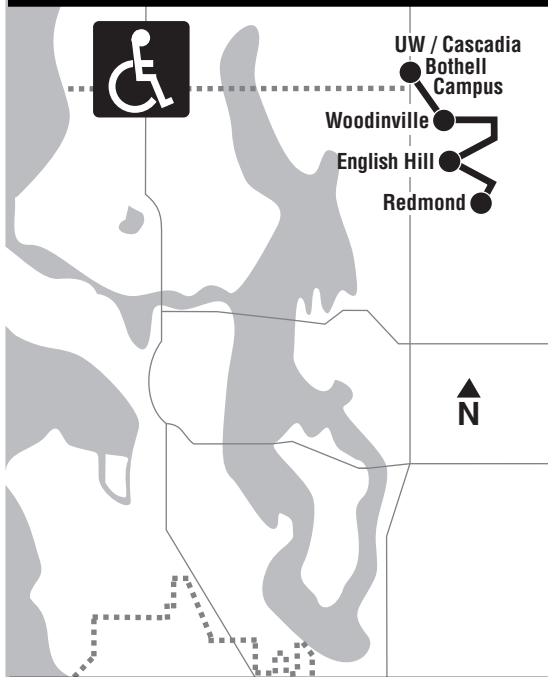 UW / Cascadia
Bothell
Campus
Woodinville
English Hill
Redmond
N